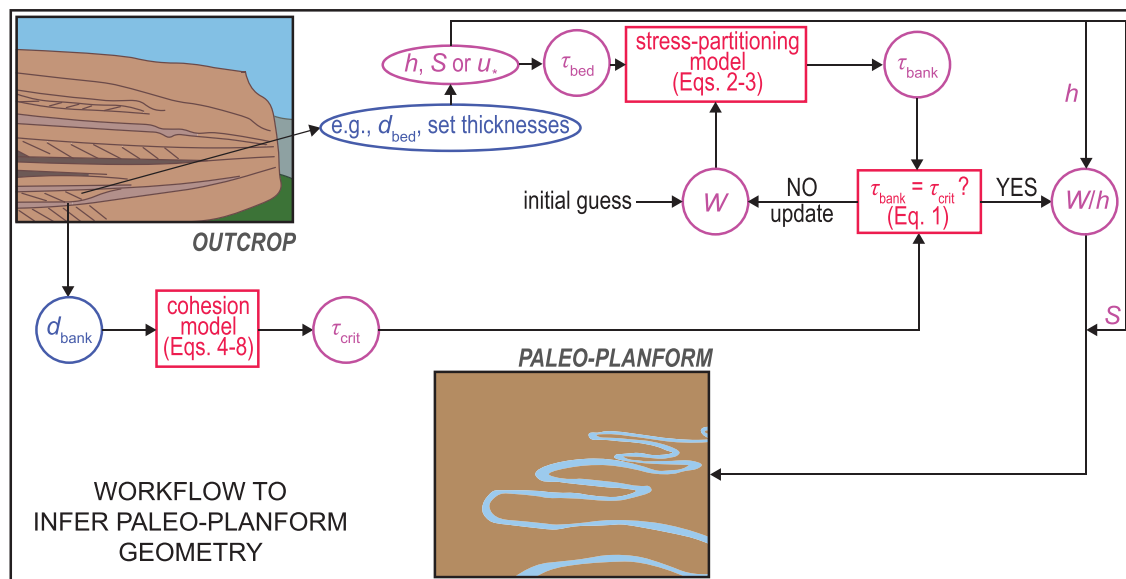 h, S or u*
τbed
stress-partitioning
model
(Eqs. 2-3)
τbank
h
e.g., dbed, set thicknesses
initial guess
W
NO
update
τbank = τcrit?
(Eq. 1)
YES
W/h
OUTCROP
dbank
cohesion
model
(Eqs. 4-8)
τcrit
S
PALEO-PLANFORM
WORKFLOW TO
INFER PALEO-PLANFORM
GEOMETRY